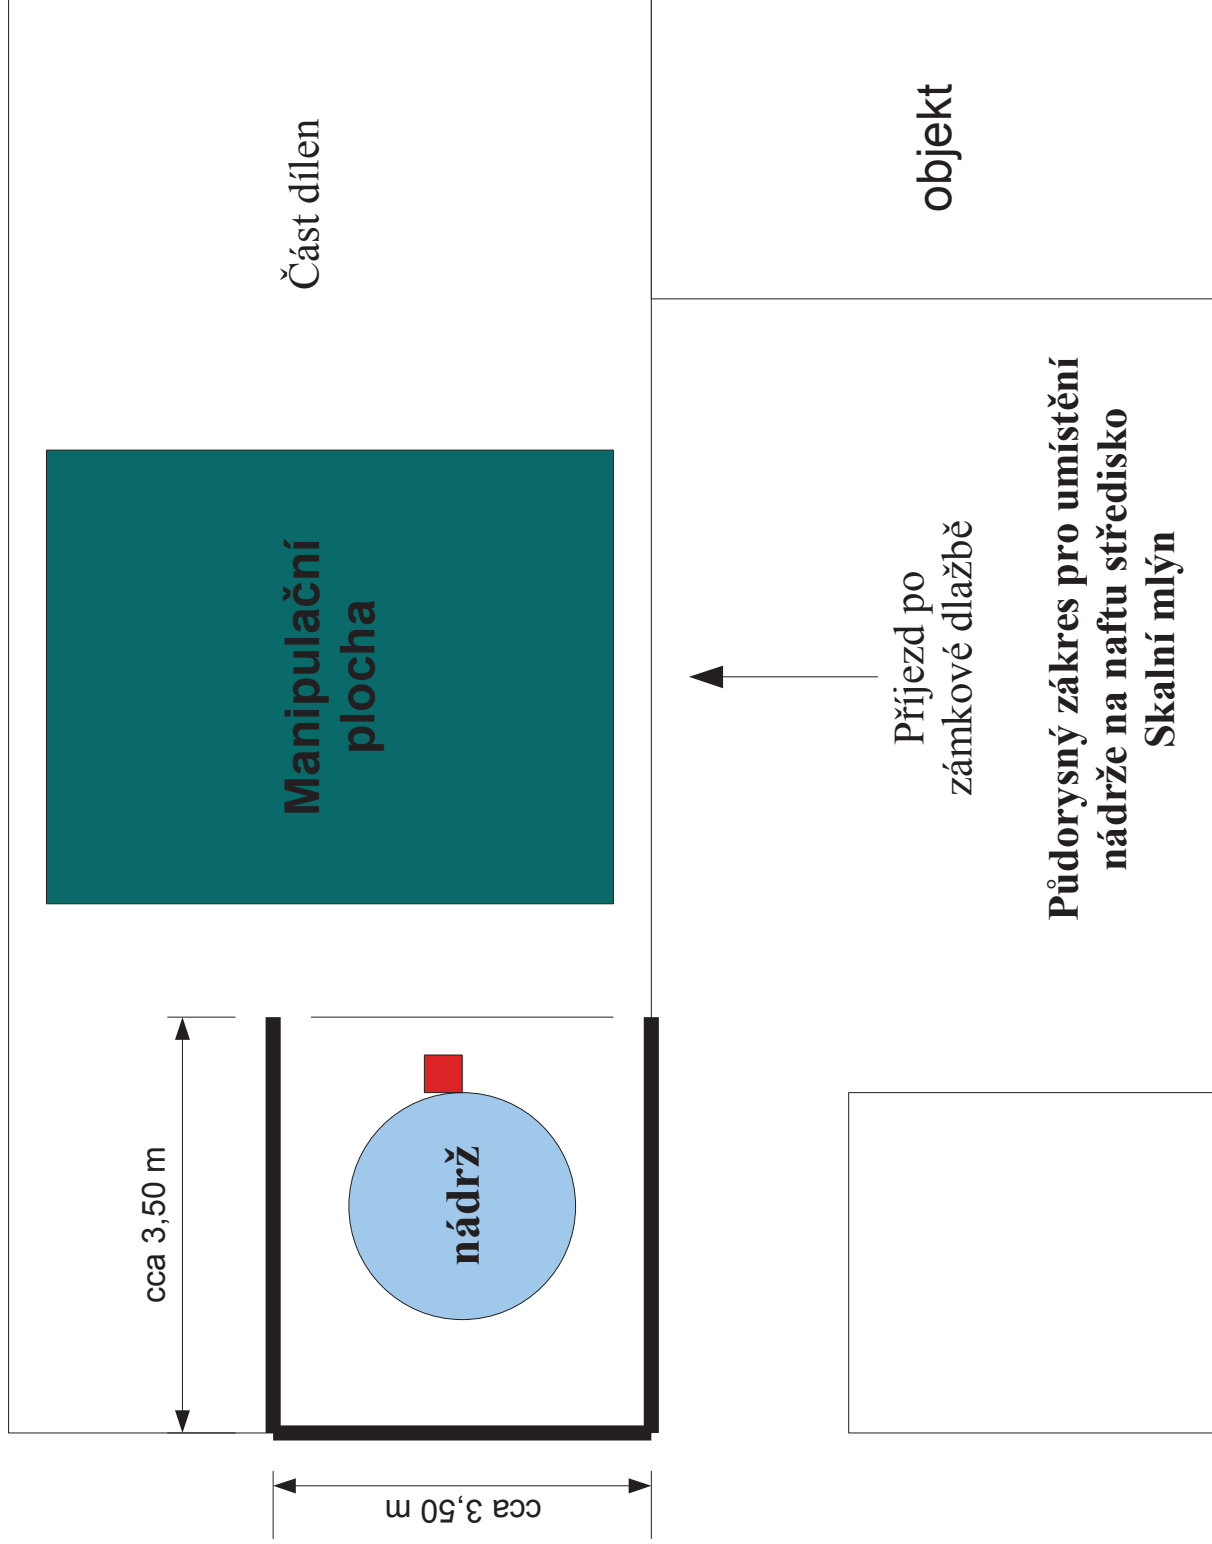 Část dílen
Manipulační
plocha
cca 3,50 m
nádrž
cca 3,50 m
objekt
Příjezd po
zámkové dlažbě
Půdorysný zákres pro umístění
nádrže na naftu středisko
Skalní mlýn